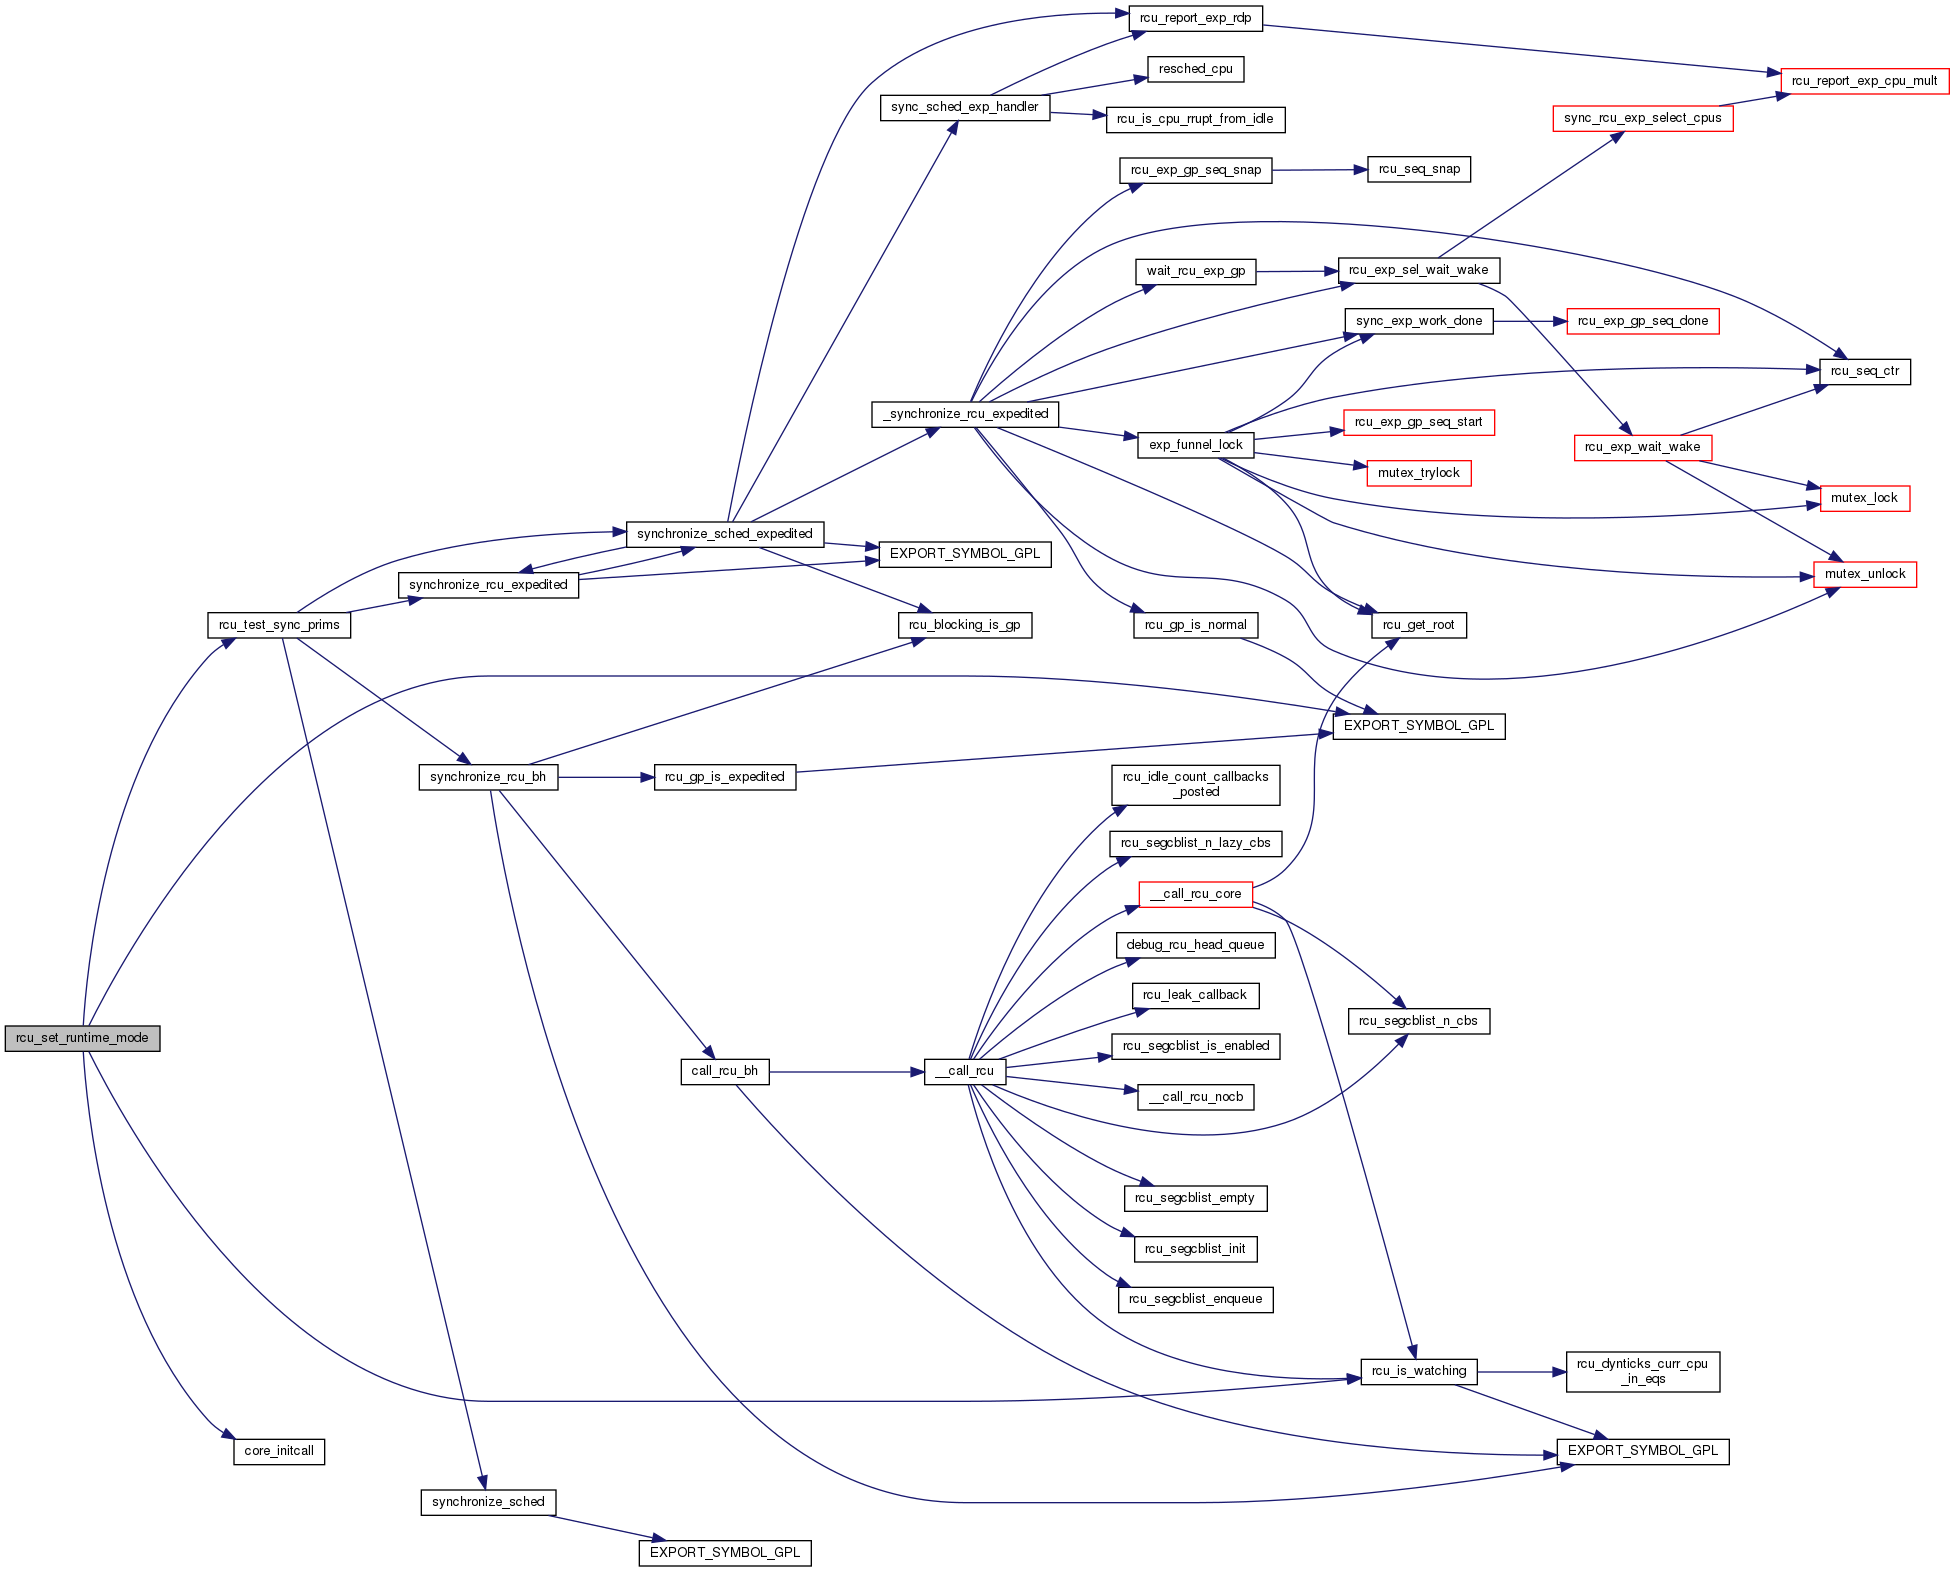 rcu_report_exp_rdp
resched_cpu
rcu_report_exp_cpu_mult
sync_sched_exp_handler
rcu_is_cpu_rrupt_from_idle
sync_rcu_exp_select_cpus
rcu_exp_gp_seq_snap
rcu_seq_snap
wait_rcu_exp_gp
rcu_exp_sel_wait_wake
sync_exp_work_done
rcu_exp_gp_seq_done
rcu_seq_ctr
_synchronize_rcu_expedited
rcu_exp_gp_seq_start
exp_funnel_lock
rcu_exp_wait_wake
mutex_trylock
mutex_lock
synchronize_sched_expedited
EXPORT_SYMBOL_GPL
mutex_unlock
synchronize_rcu_expedited
rcu_test_sync_prims
rcu_blocking_is_gp
rcu_gp_is_normal
rcu_get_root
EXPORT_SYMBOL_GPL
synchronize_rcu_bh
rcu_gp_is_expedited
rcu_idle_count_callbacks
_posted
rcu_segcblist_n_lazy_cbs
__call_rcu_core
debug_rcu_head_queue
rcu_leak_callback
rcu_segcblist_n_cbs
rcu_set_runtime_mode
rcu_segcblist_is_enabled
call_rcu_bh
__call_rcu
__call_rcu_nocb
rcu_segcblist_empty
rcu_segcblist_init
rcu_segcblist_enqueue
rcu_is_watching
rcu_dynticks_curr_cpu
_in_eqs
core_initcall
EXPORT_SYMBOL_GPL
synchronize_sched
EXPORT_SYMBOL_GPL